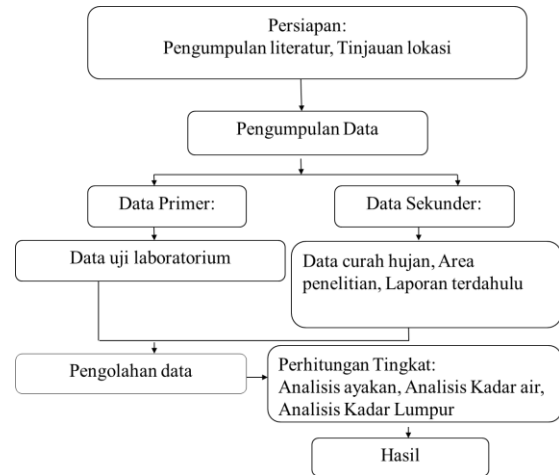 Persiapan:
Pengumpulan literatur, Tinjauan lokasi
Pengumpulan Data
Data Primer:
Data Sekunder:
Data uji laboratorium
Data curah hujan, Area
penelitian, Laporan terdahulu
Pengolahan data
Perhitungan Tingkat:
Analisis ayakan, Analisis Kadar air,
Analisis Kadar Lumpur
Hasil